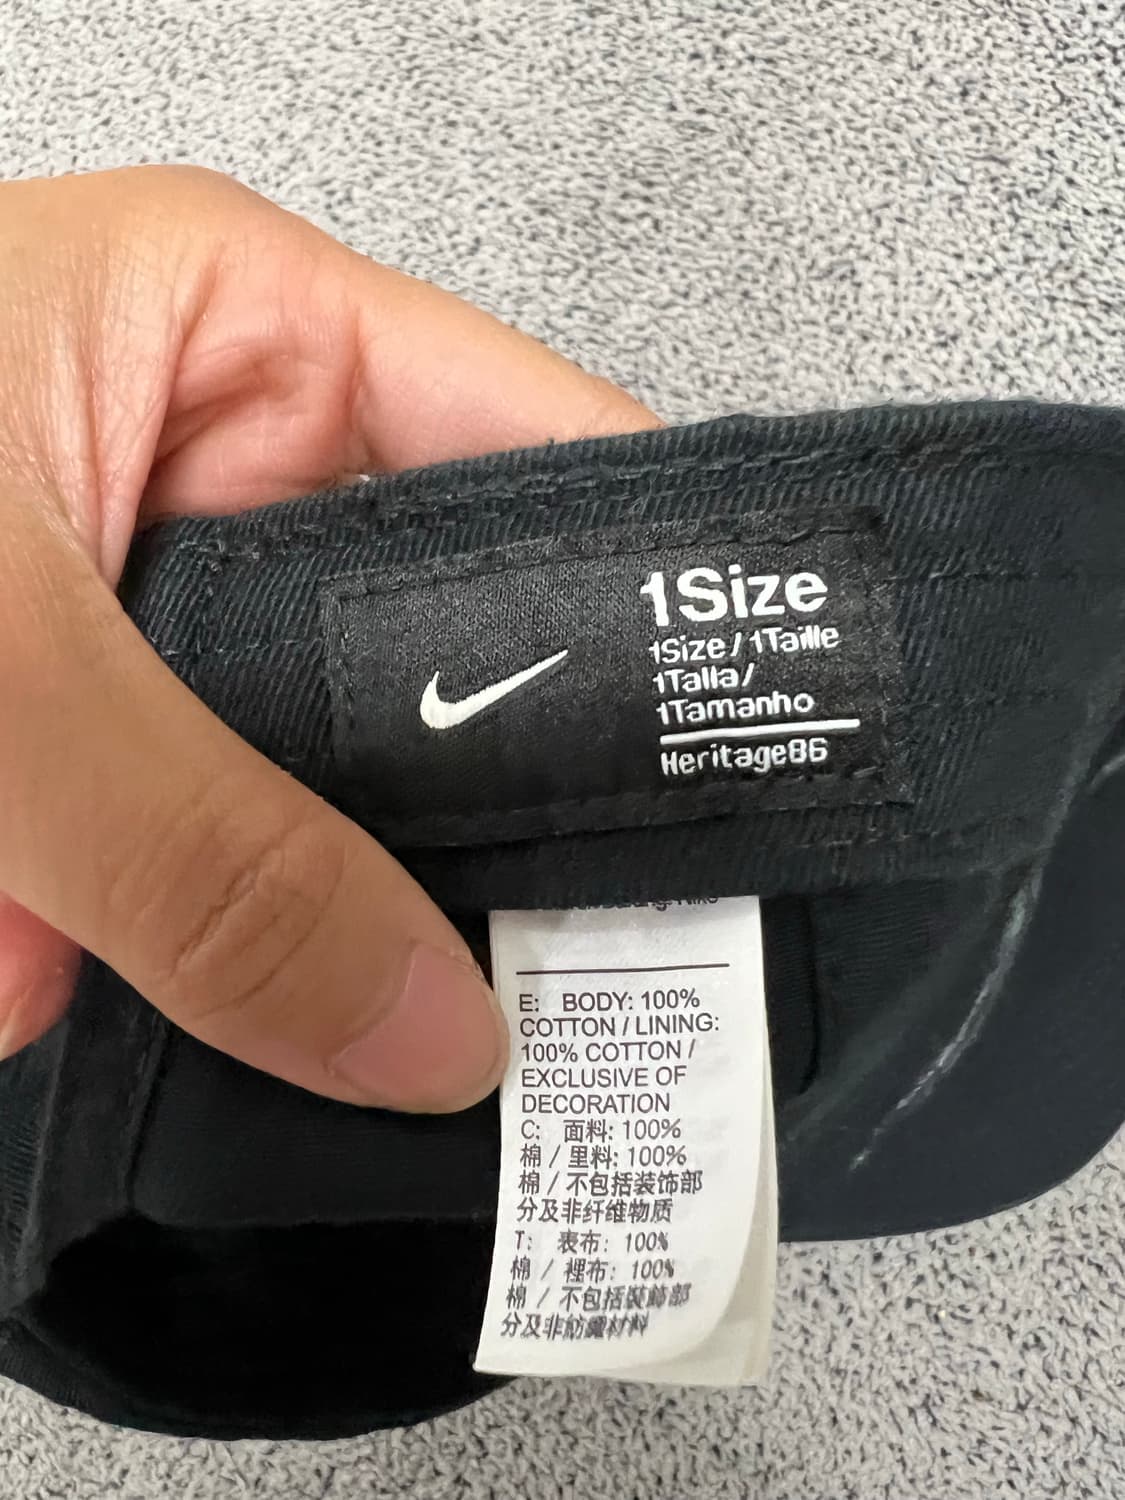 1Size
1Size / 1Taille
1Talla /
1Tamanho
Heritage86
E: BODY: 100%
COTTON / LINING:
100% COTTON /
EXCLUSIVE OF
DECORATION
C: 面料: 100%
棉 / 里料: 100%
棉 / 不包括装饰部
分及非纤维物质
T: 表布: 100%
棉 / 裡布: 100%
棉 / 不包括裝飾部
分及非紡織材料